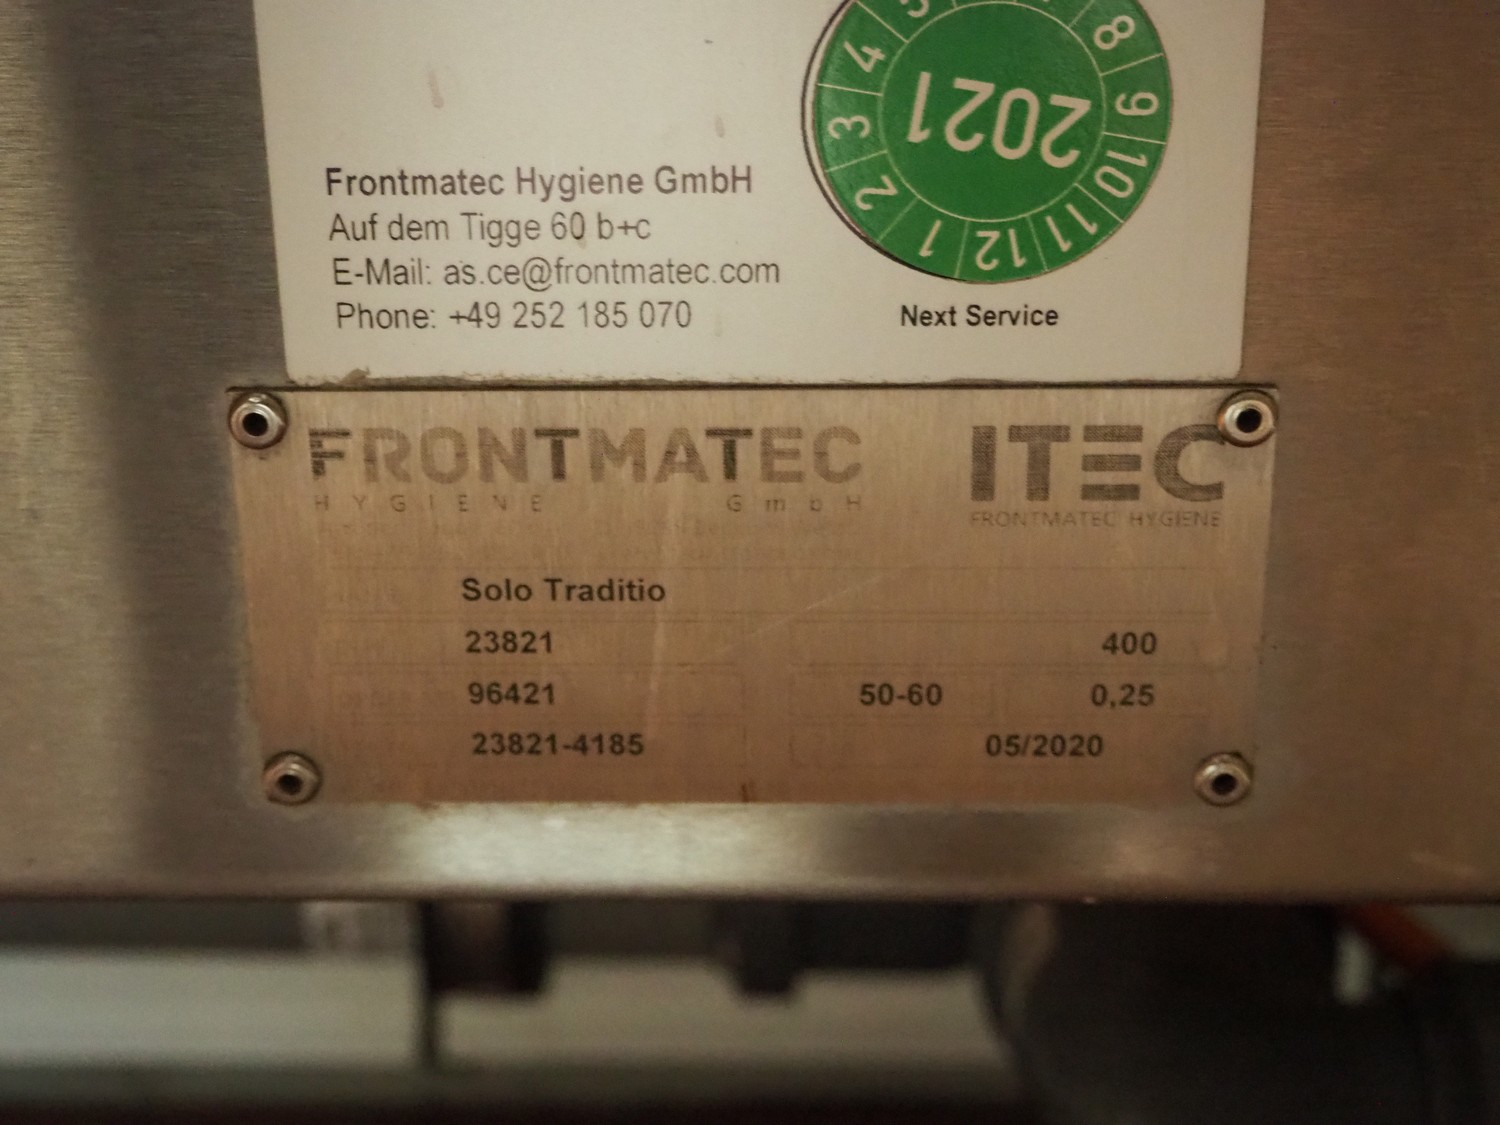 5
8
4
9
2021
3
10
2
11
1
12
Frontmatec Hygiene GmbH
Auf dem Tigge 60 b+c
E-Mail: as.ce@frontmatec.com
Phone: +49 252 185 070
Next Service
FRONTMATEC
HYGIENE GmbH
ITEC
FRONTMATEC HYGIENE
Solo Traditio
23821
400
96421
50-60
0,25
23821-4185
05/2020